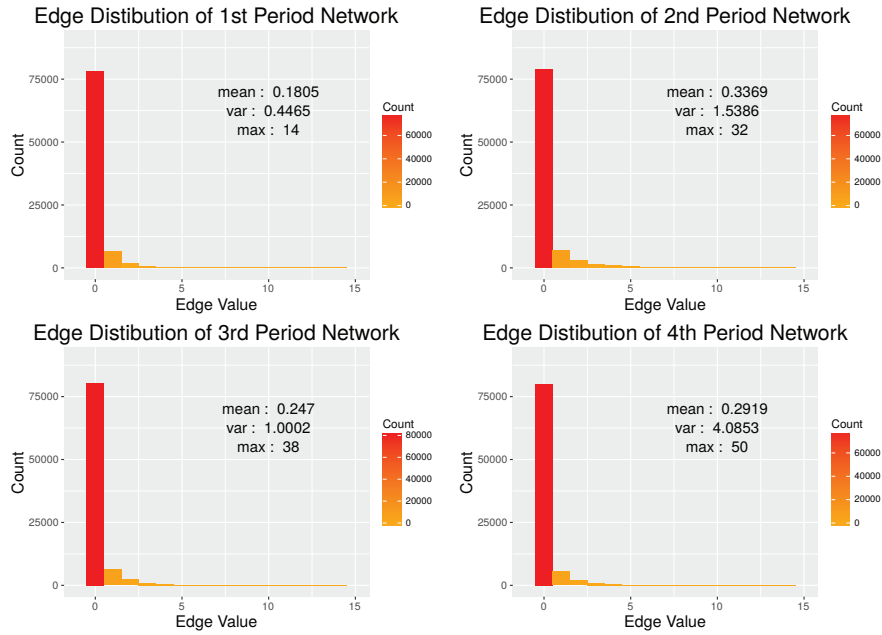 Edge Distibution of 1st Period Network
mean : 0.1805
var : 0.4465
max : 14
Count
75000
50000
25000
0
0
5
10
15
Edge Value
Count
60000
40000
20000
0
Edge Distibution of 2nd Period Network
mean : 0.3369
var : 1.5386
max : 32
Count
75000
50000
25000
0
0
5
10
15
Edge Value
Count
60000
40000
20000
0
Edge Distibution of 3rd Period Network
mean : 0.247
var : 1.0002
max : 38
Count
75000
50000
25000
0
0
5
10
15
Edge Value
Count
80000
60000
40000
20000
0
Edge Distibution of 4th Period Network
mean : 0.2919
var : 4.0853
max : 50
Count
75000
50000
25000
0
0
5
10
15
Edge Value
Count
60000
40000
20000
0